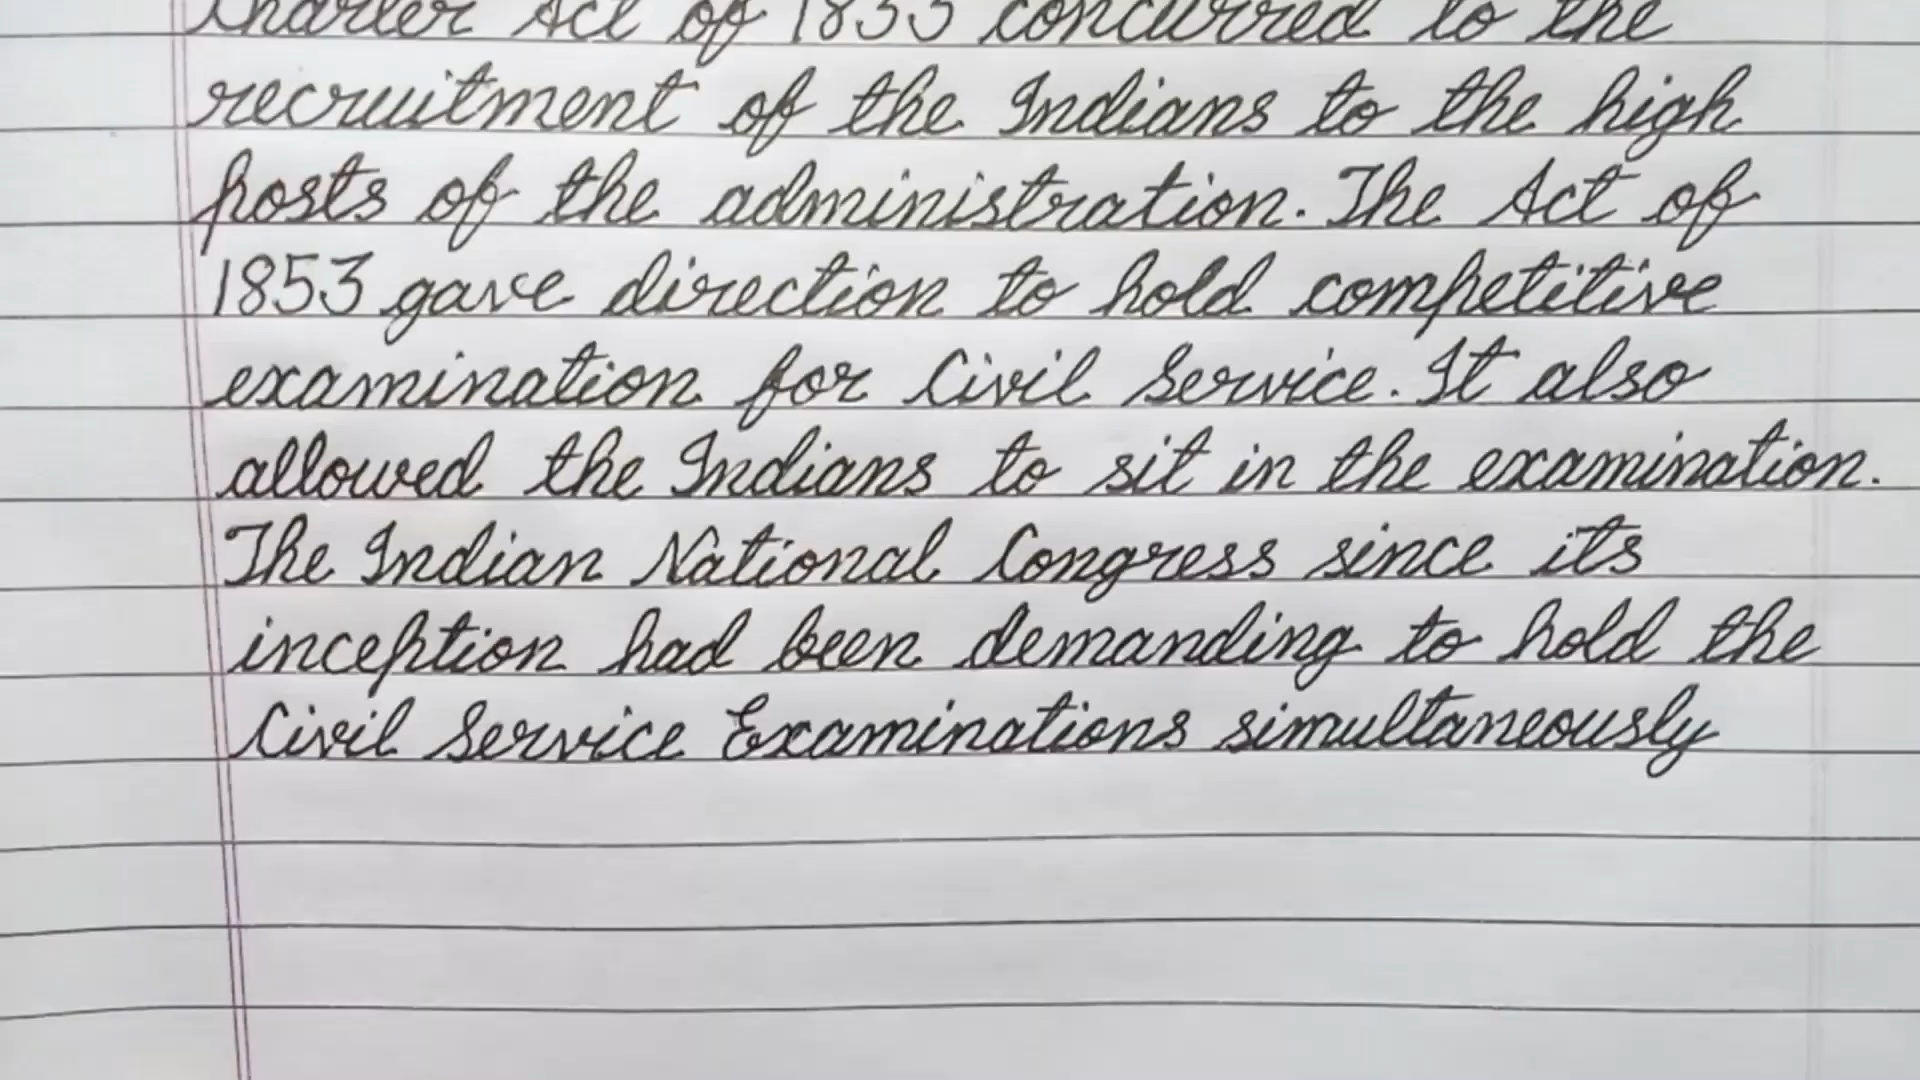 Charter Act of 1833 concurred to the
recruitment of the Indians to the high
posts of the administration. The Act of
1853 gave direction to hold competitive
examination for Civil Service. It also
allowed the Indians to sit in the examination.
The Indian National Congress since its
inception had been demanding to hold the
Civil Service Examinations simultaneously